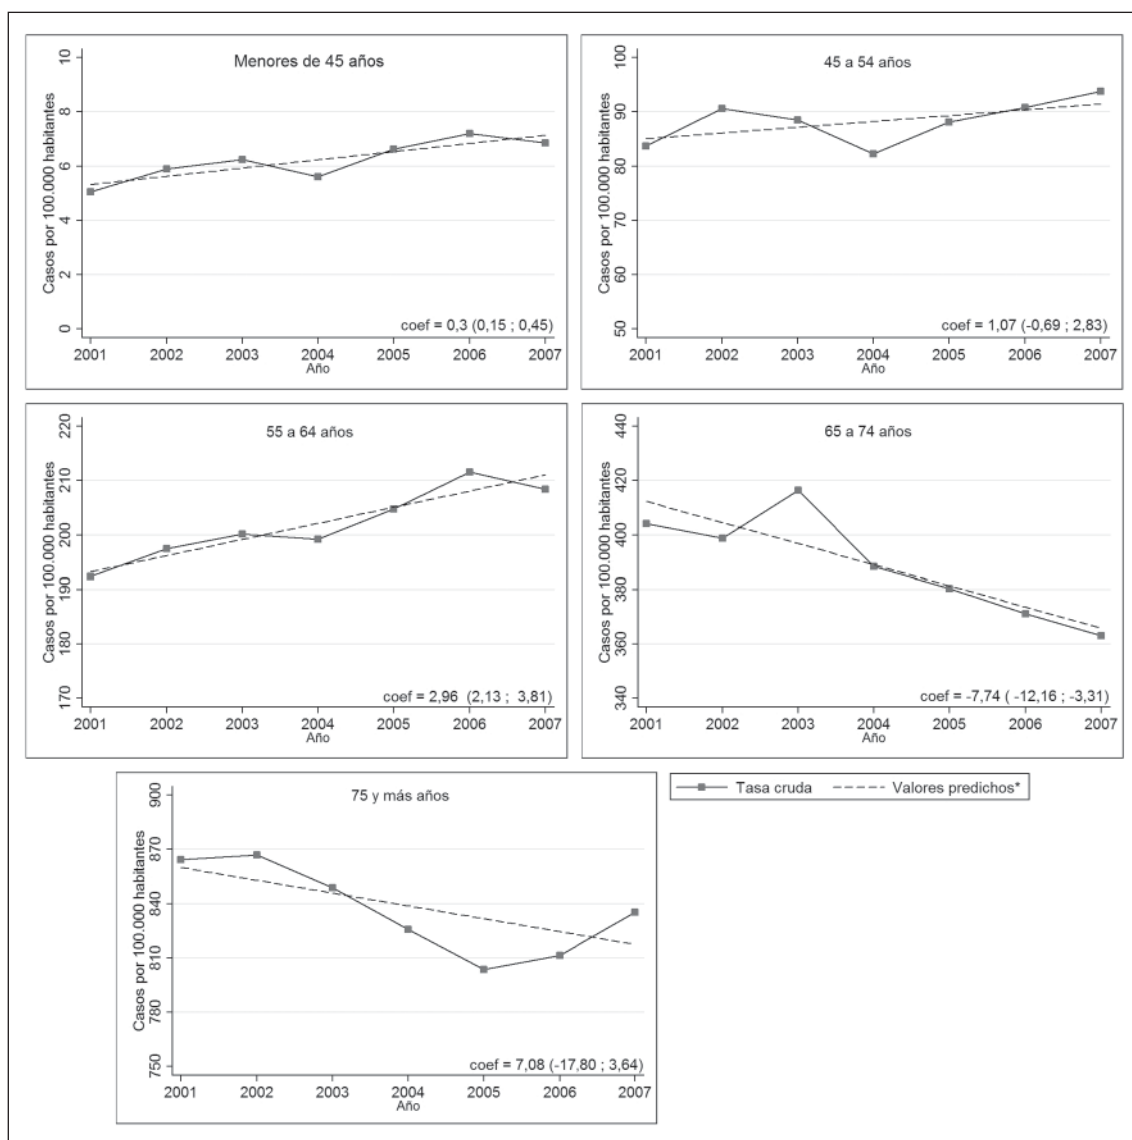 Menores de 45 años
Casos por 100.000 habitantes
10
8
6
4
2
0
coef = 0,3 (0,15 ; 0,45)
2001 2002 2003 2004 2005 2006 2007
Año
45 a 54 años
Casos por 100.000 habitantes
100
90
80
70
60
50
coef = 1,07 (-0,69 ; 2,83)
2001 2002 2003 2004 2005 2006 2007
Año
55 a 64 años
Casos por 100.000 habitantes
220
210
200
190
180
170
coef = 2,96 (2,13 ; 3,81)
2001 2002 2003 2004 2005 2006 2007
Año
65 a 74 años
Casos por 100.000 habitantes
440
420
400
380
360
340
coef = -7,74 ( -12,16 ; -3,31)
2001 2002 2003 2004 2005 2006 2007
Año
75 y más años
Casos por 100.000 habitantes
900
870
840
810
780
750
coef = 7,08 (-17,80 ; 3,64)
2001 2002 2003 2004 2005 2006 2007
Año
Tasa cruda Valores predichos*